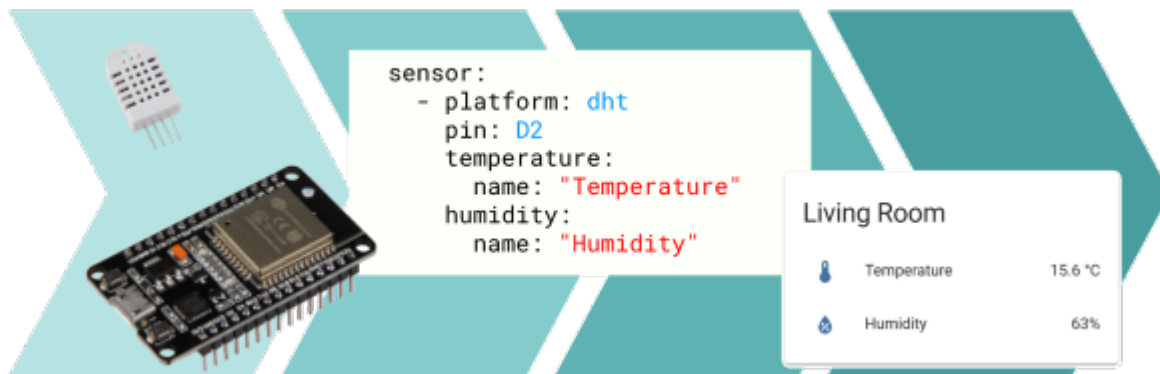 sensor:
  - platform: dht
    pin: D2
    temperature:
      name: "Temperature"
    humidity:
      name: "Humidity"
Living Room
Temperature 15.6 °C
Humidity 63%